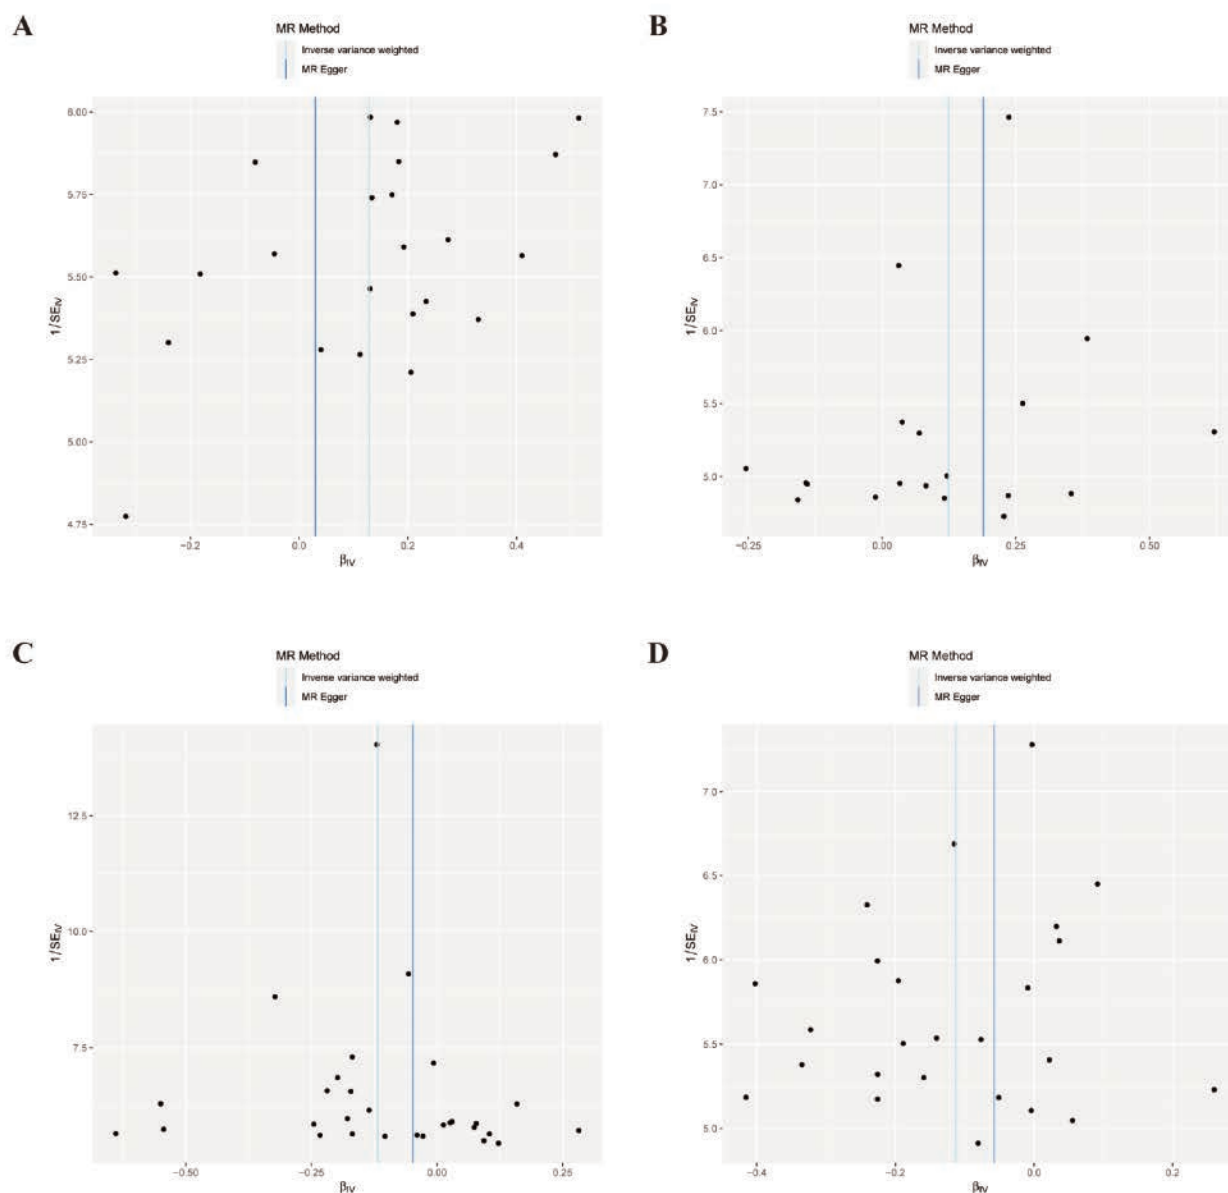 A
MR Method
Inverse variance weighted
MR Egger
6.00
5.75
5.50
5.25
5.00
4.75
1/SE_IV
−0.2
0.0
0.2
0.4
β_IV
B
MR Method
Inverse variance weighted
MR Egger
7.5
7.0
6.5
6.0
5.5
5.0
1/SE_IV
−0.25
0.00
0.25
0.50
β_IV
C
MR Method
Inverse variance weighted
MR Egger
12.5
10.0
7.5
1/SE_IV
−0.50
−0.25
0.00
0.25
β_IV
D
MR Method
Inverse variance weighted
MR Egger
7.0
6.5
6.0
5.5
5.0
1/SE_IV
−0.4
−0.2
0.0
0.2
β_IV